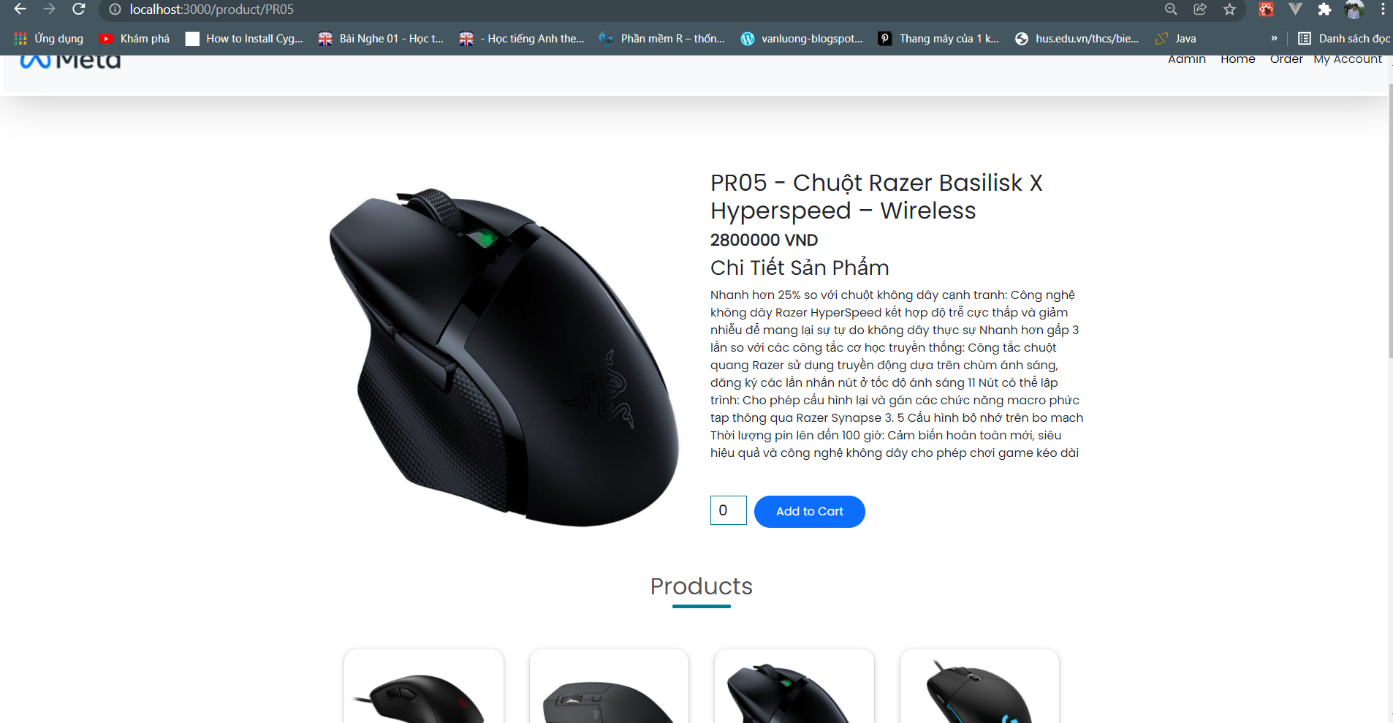 localhost:3000/product/PR05
Ứng dụng
Khám phá
How to Install Cyg...
Bài Nghe 01 - Học t...
- Học tiếng Anh the...
Phần mềm R – thốn...
vanluong-blogspot...
Thang máy của 1 k...
hus.edu.vn/thcs/bie...
Java
»
Danh sách đọc
Meta
Admin
Home
Order
My Account
PR05 - Chuột Razer Basilisk X
Hyperspeed – Wireless
2800000 VND
Chi Tiết Sản Phẩm
Nhanh hơn 25% so với chuột không dây cạnh tranh: Công nghệ
không dây Razer HyperSpeed kết hợp độ trễ cực thấp và giảm
nhiễu để mang lại sự tự do không dây thực sự Nhanh hơn gấp 3
lần so với các công tắc cơ học truyền thống: Công tắc chuột
quang Razer sử dụng truyền động dựa trên chùm ánh sáng,
đăng ký các lần nhấn nút ở tốc độ ánh sáng 11 Nút có thể lập
trình: Cho phép cấu hình lại và gán các chức năng macro phức
tạp thông qua Razer Synapse 3. 5 Cấu hình bộ nhớ trên bo mạch
Thời lượng pin lên đến 100 giờ: Cảm biến hoàn toàn mới, siêu
hiệu quả và công nghệ không dây cho phép chơi game kéo dài
0
Add to Cart
Products